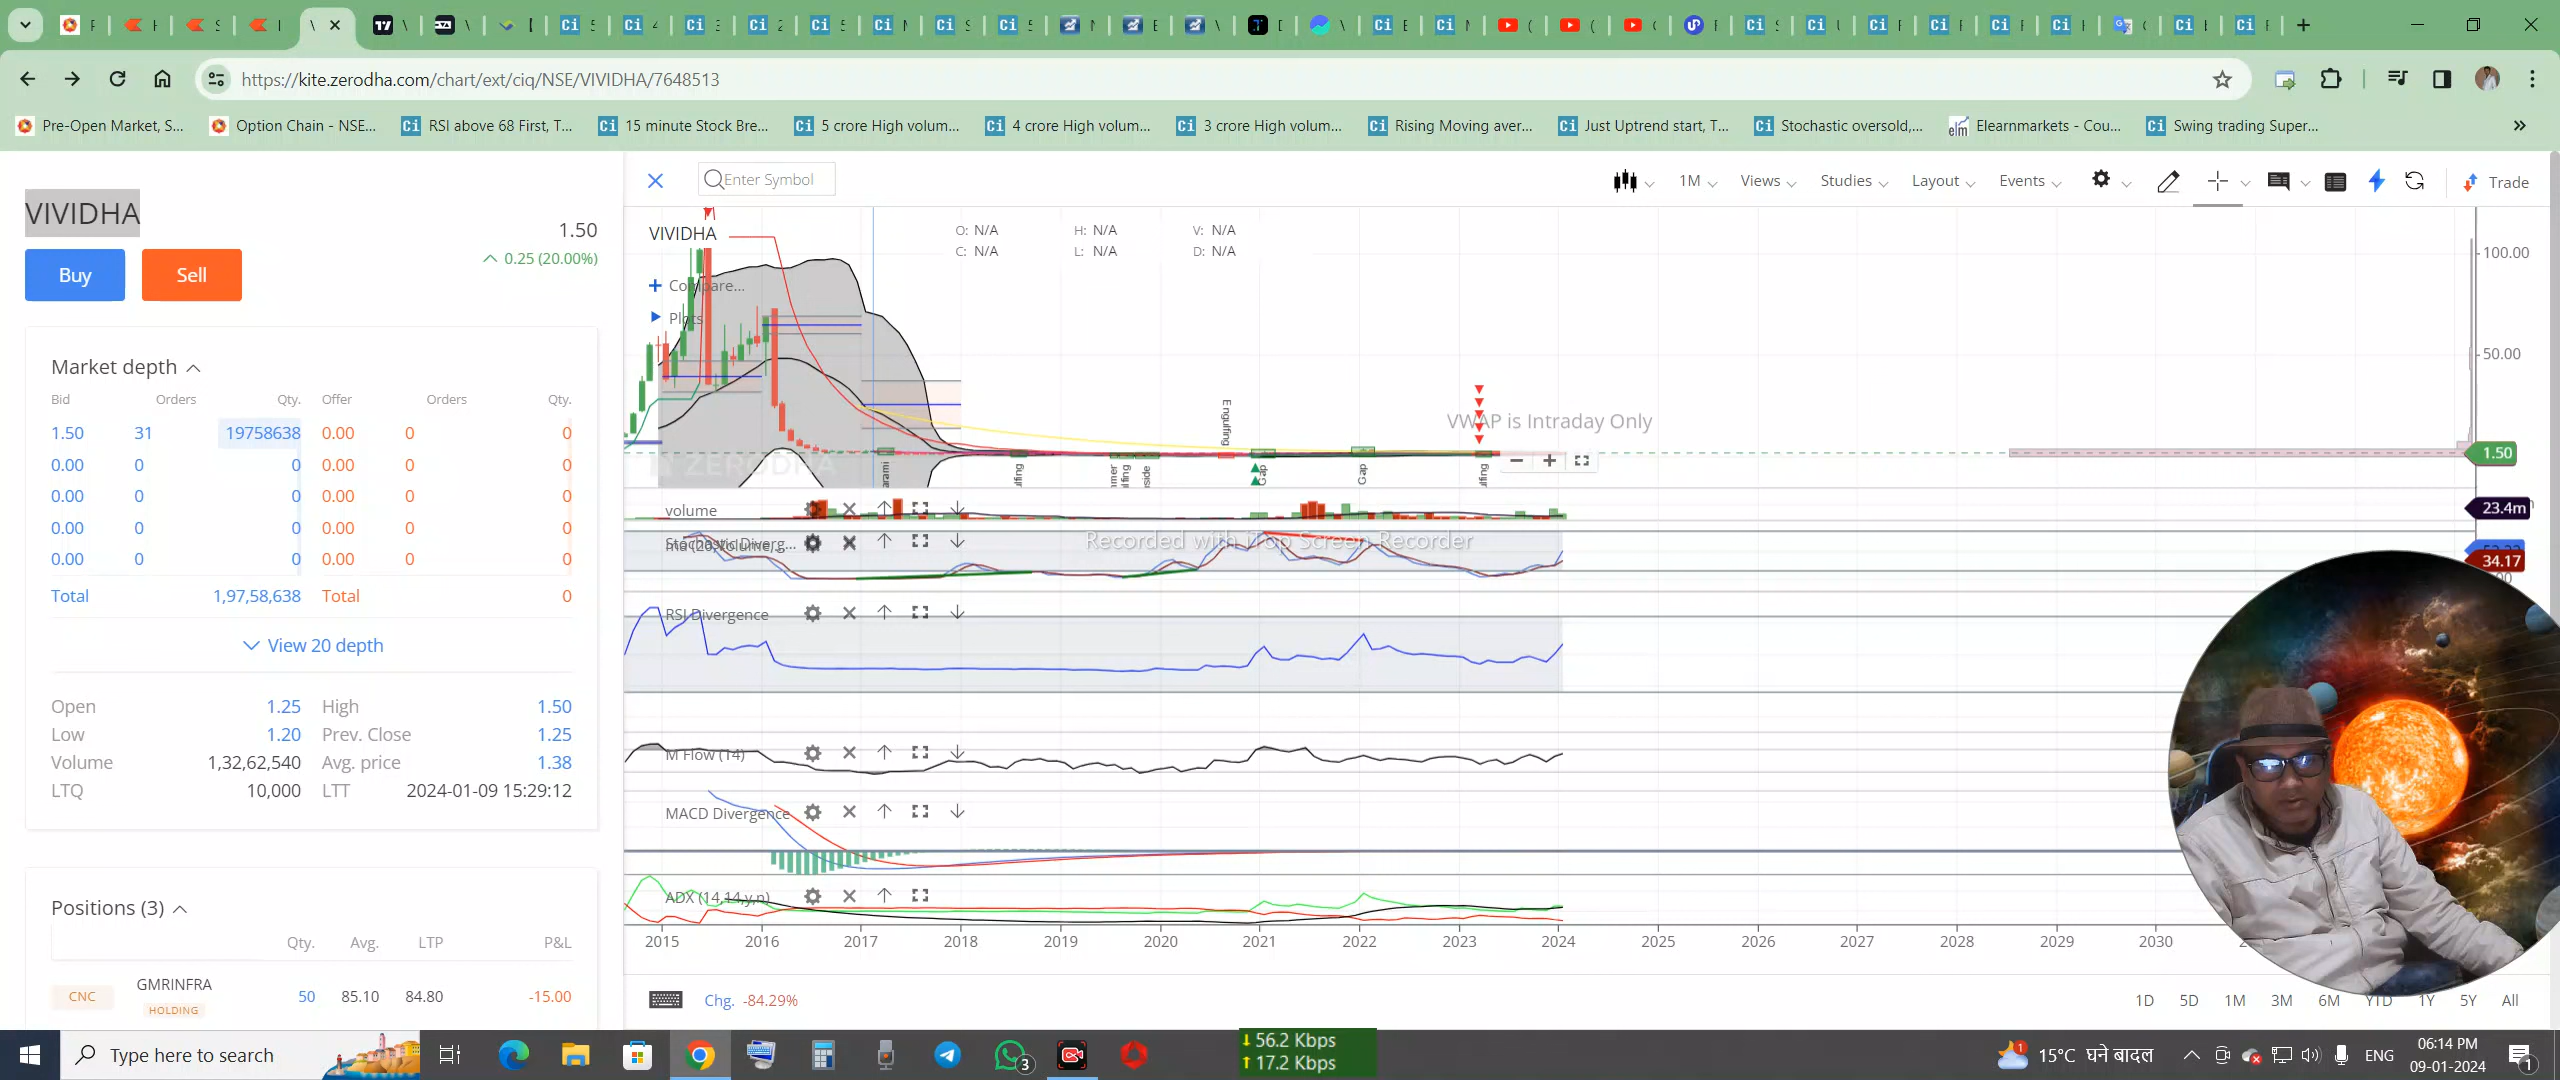 https://kite.zerodha.com/chart/ext/ciq/NSE/VIVIDHA/7648513
Pre-Open Market, S... Option Chain - NSE... RSI above 68 First, T... 15 minute Stock Bre... 5 crore High volum... 4 crore High volum... 3 crore High volum... Rising Moving aver... Just Uptrend start, T... Stochastic oversold,... Elearnmarkets - Cou... Swing trading Super...
VIVIDHA
1.50
0.25 (20.00%)
Buy Sell
Market depth
Bid Orders Qty. Offer Orders Qty.
1.50 31 19758638 0.00 0 0
0.00 0 0 0.00 0 0
0.00 0 0 0.00 0 0
0.00 0 0 0.00 0 0
0.00 0 0 0.00 0 0
Total 1,97,58,638 Total 0
View 20 depth
Open 1.25 High 1.50
Low 1.20 Prev. Close 1.25
Volume 1,32,62,540 Avg. price 1.38
LTQ 10,000 LTT 2024-01-09 15:29:12
Positions (3)
Qty. Avg. LTP P&L
CNC GMRINFRA 50 85.10 84.80 -15.00
HOLDING
Enter Symbol
1M Views Studies Layout Events Trade
VIVIDHA
O: N/A H: N/A V: N/A
C: N/A L: N/A D: N/A
Compare...
Plots
100.00
50.00
Engulfing
VWAP is Intraday Only
1.50
ZERODHA
Gap
Gap
volume
23.4m
Recorded with iTop Screen Recorder
34.17
RSI Divergence
M Flow (14)
MACD Divergence
ADX (14,14,y,n)
2015 2016 2017 2018 2019 2020 2021 2022 2023 2024 2025 2026 2027 2028 2029 2030
Chg. -84.29%
1D 5D 1M 3M 6M YTD 1Y 5Y All
Type here to search
3
56.2 Kbps
17.2 Kbps
1
15°C घने बादल
ENG
06:14 PM
09-01-2024
1